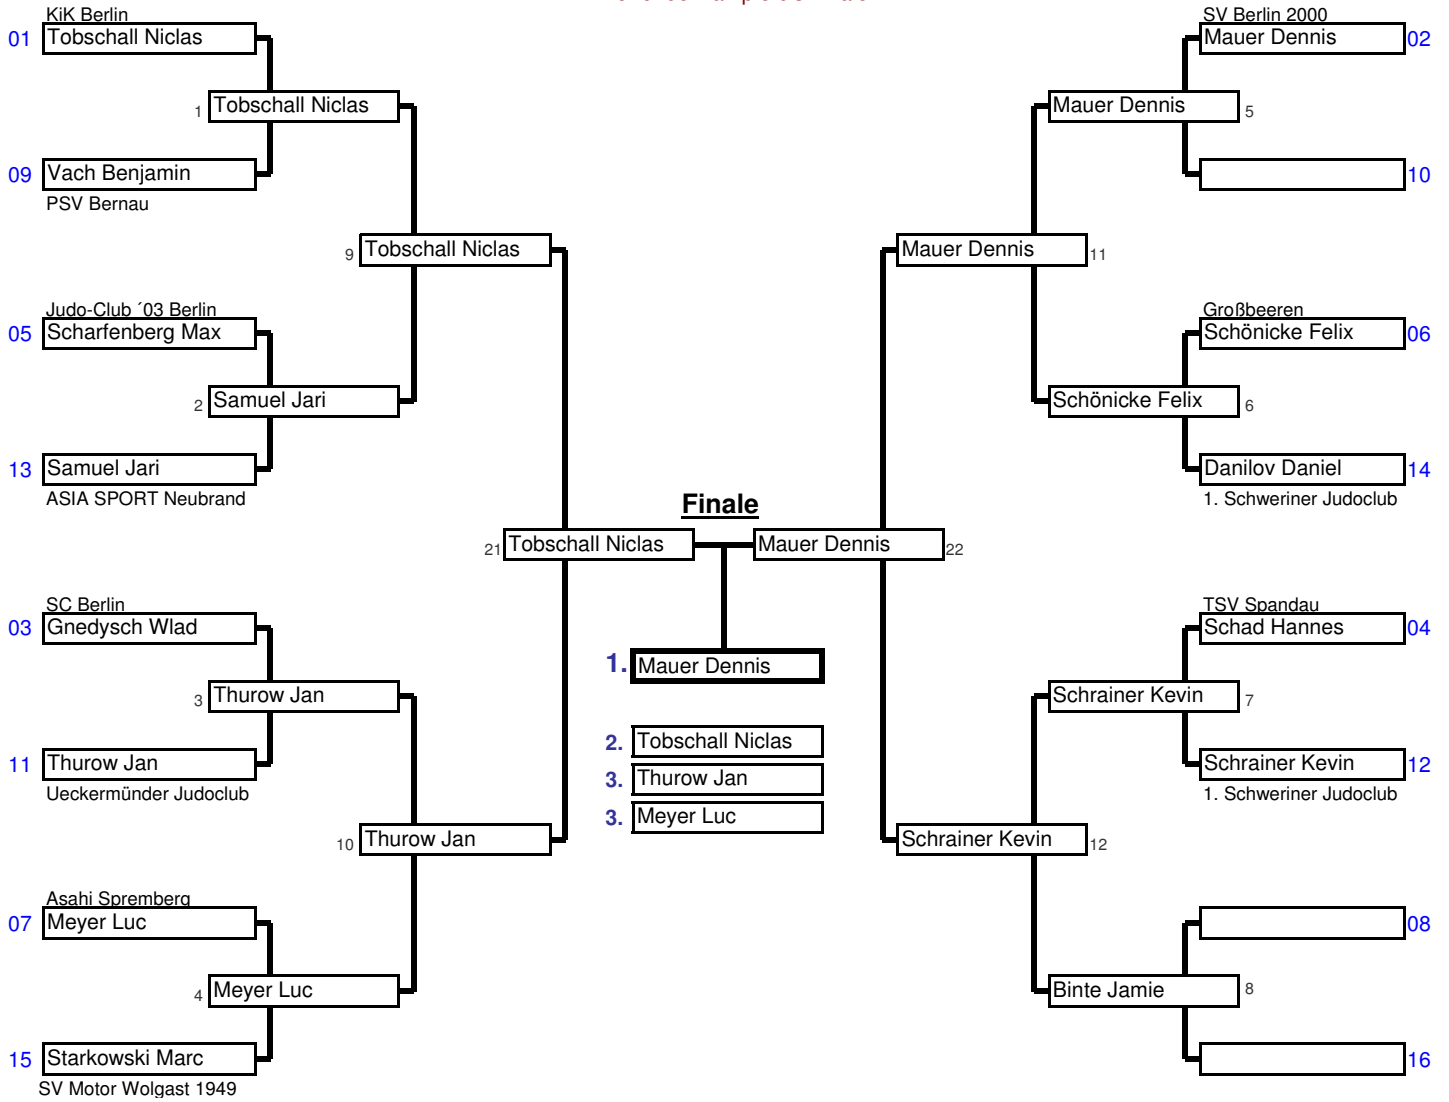 KiK Berlin
01 Tobschall Niclas
1 Tobschall Niclas
09 Vach Benjamin
PSV Bernau
9 Tobschall Niclas
Judo-Club ´03 Berlin
05 Scharfenberg Max
2 Samuel Jari
13 Samuel Jari
ASIA SPORT Neubrand
21 Tobschall Niclas
SC Berlin
03 Gnedysch Wlad
3 Thurow Jan
11 Thurow Jan
Ueckermünder Judoclub
10 Thurow Jan
Asahi Spremberg
07 Meyer Luc
4 Meyer Luc
15 Starkowski Marc
SV Motor Wolgast 1949
Finale
1. Mauer Dennis
2. Tobschall Niclas
3. Thurow Jan
3. Meyer Luc
SV Berlin 2000
Mauer Dennis 02
Mauer Dennis 5
10
Mauer Dennis 11
Großbeeren
Schönicke Felix 06
Schönicke Felix 6
Danilov Daniel 14
1. Schweriner Judoclub
Mauer Dennis 22
TSV Spandau
Schad Hannes 04
Schrainer Kevin 7
Schrainer Kevin 12
1. Schweriner Judoclub
Schrainer Kevin 12
08
Binte Jamie 8
16